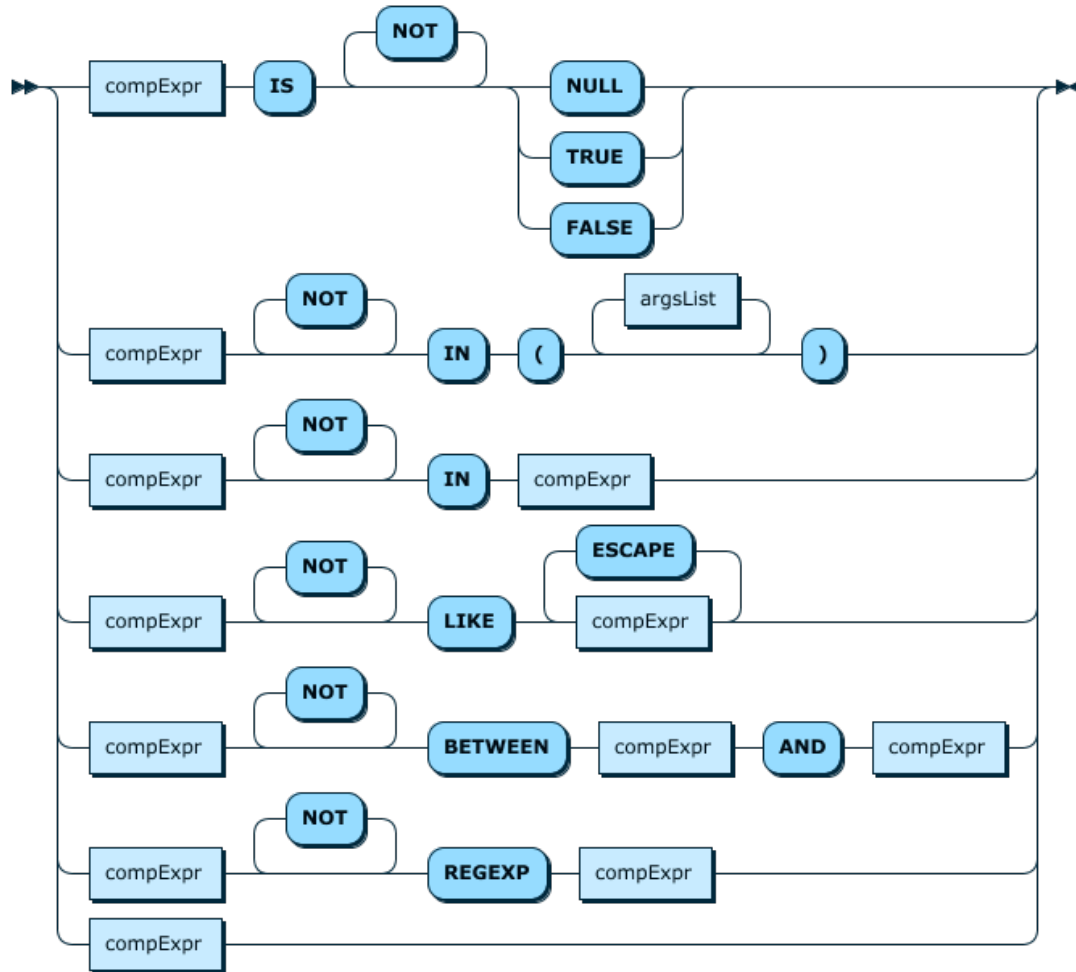 NOT
compExpr IS NULL
TRUE
FALSE
NOT argsList
compExpr IN ( )
NOT
compExpr IN compExpr
NOT ESCAPE
compExpr LIKE compExpr
NOT
compExpr BETWEEN compExpr AND compExpr
NOT
compExpr REGEXP compExpr
compExpr